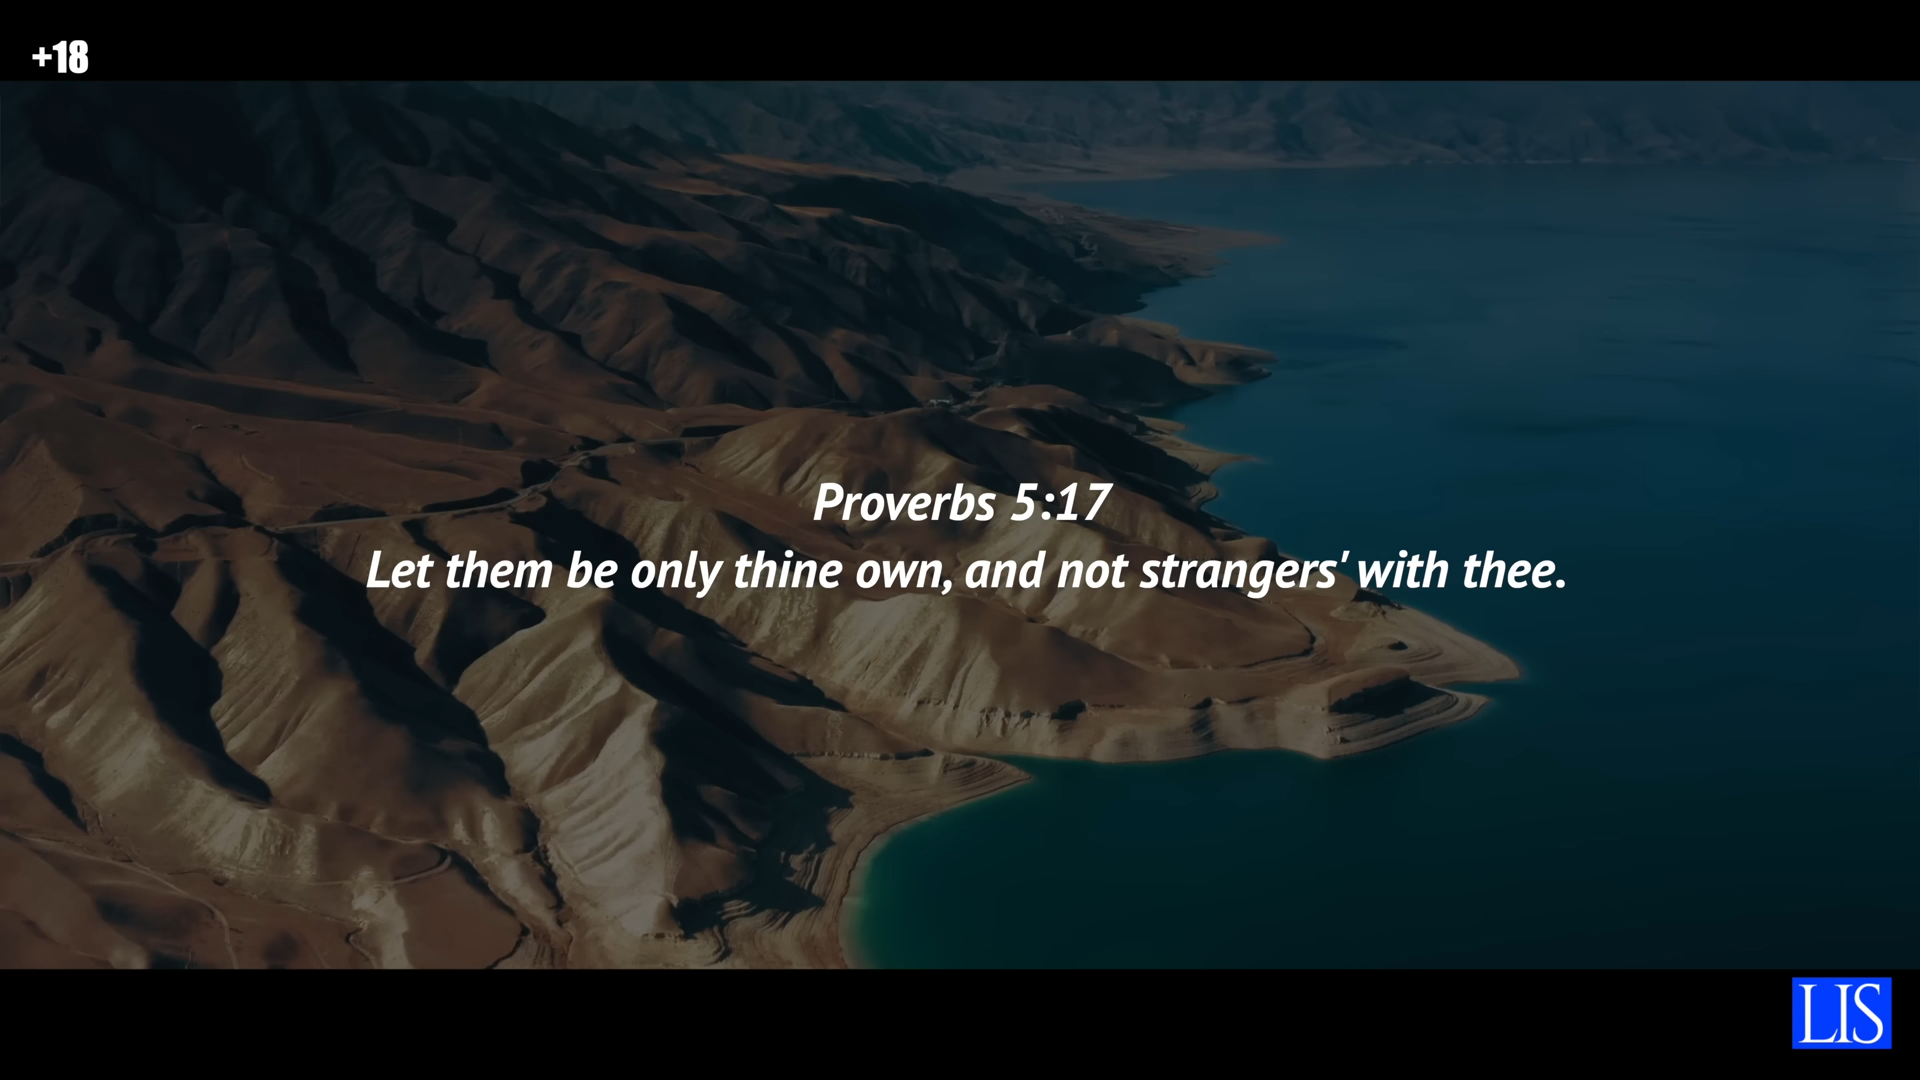 +18
Proverbs 5:17
Let them be only thine own, and not strangers' with thee.
LIS